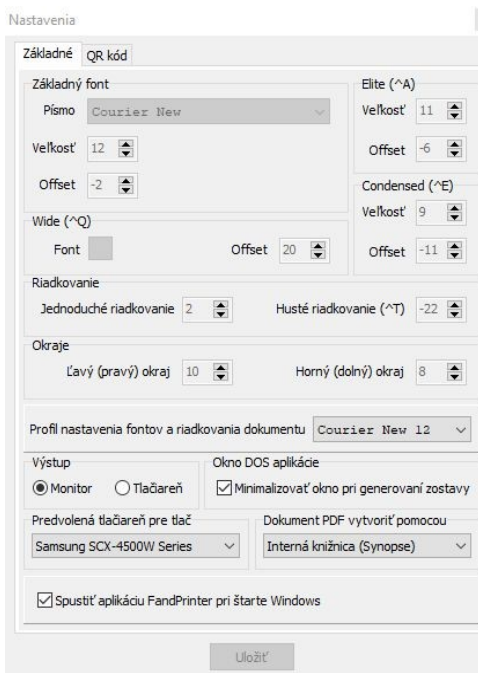 Nastavenia
Základné QR kód
Základný font
Písmo Courier New
Veľkosť 12
Offset -2
Elite (^A)
Veľkosť 11
Offset -6
Condensed (^E)
Veľkosť 9
Offset -11
Wide (^Q)
Font Offset 20
Riadkovanie
Jednoduché riadkovanie 2 Husté riadkovanie (^T) -22
Okraje
Ľavý (pravý) okraj 10 Horný (dolný) okraj 8
Profil nastavenia fontov a riadkovania dokumentu Courier New 12
Výstup
Monitor Tlačiareň
Okno DOS aplikácie
Minimalizovať okno pri generovaní zostavy
Predvolená tlačiareň pre tlač
Samsung SCX-4500W Series
Dokument PDF vytvoriť pomocou
Interná knižnica (Synopse)
Spustiť aplikáciu FandPrinter pri štarte Windows
Uložiť